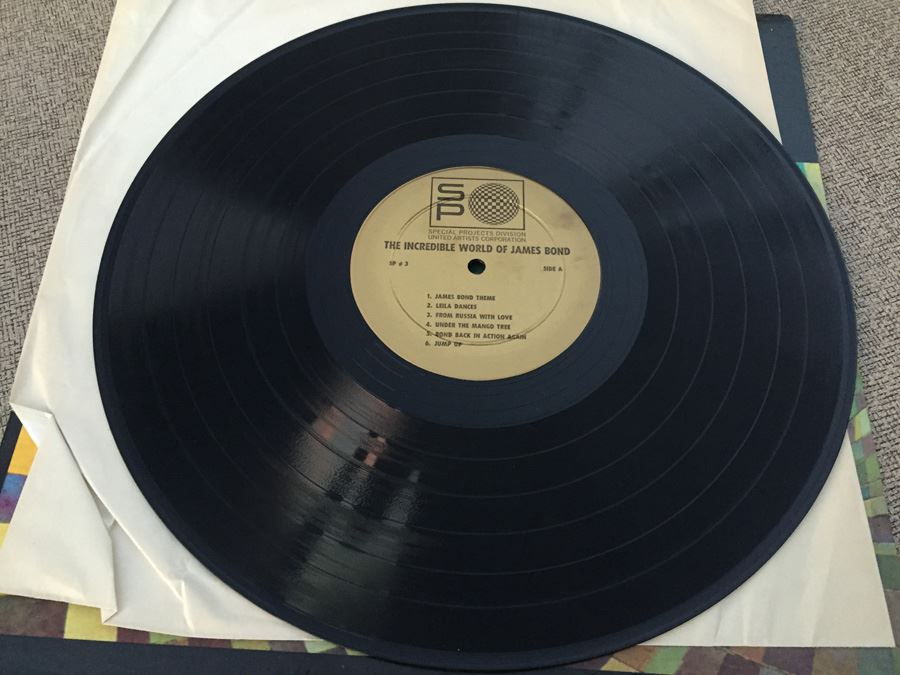 SP
SPECIAL PROJECTS DIVISION
UNITED ARTISTS CORPORATION
THE INCREDIBLE WORLD OF JAMES BOND
SP # 3 SIDE A
1. JAMES BOND THEME
2. LEILA DANCES
3. FROM RUSSIA WITH LOVE
4. UNDER THE MANGO TREE
5. BOND BACK IN ACTION AGAIN
6. JUMP UP